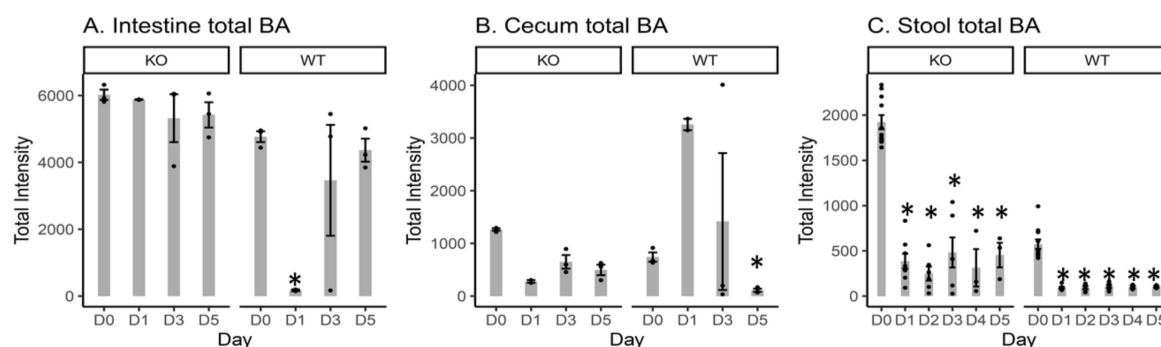 A. Intestine total BA
KO WT
Total Intensity
6000
4000
2000
0
D0 D1 D3 D5 D0 D1 D3 D5
*
Day
B. Cecum total BA
KO WT
Total Intensity
4000
3000
2000
1000
0
D0 D1 D3 D5 D0 D1 D3 D5
*
Day
C. Stool total BA
KO WT
Total Intensity
2000
1500
1000
500
0
* * * * * * * * * *
D0 D1 D2 D3 D4 D5 D0 D1 D2 D3 D4 D5
Day